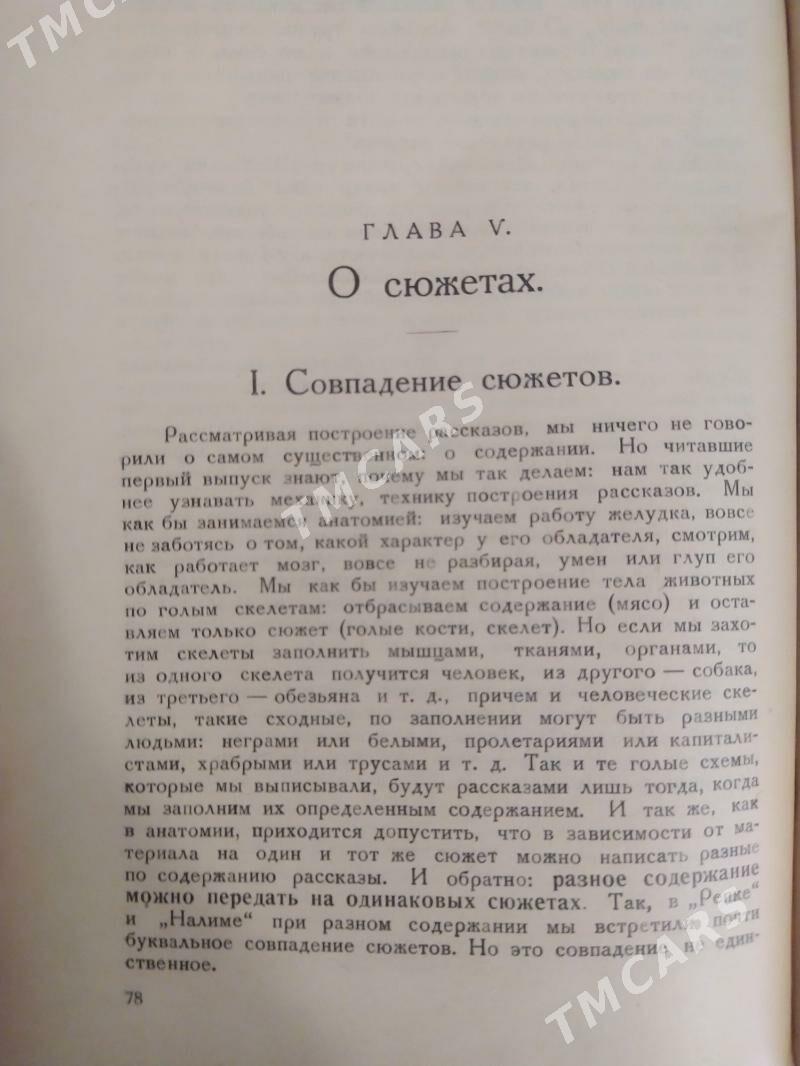 TMCARS
ГЛАВА V.
О сюжетах.
I. Совпадение сюжетов.
Рассматривая построение рассказов, мы ничего не гово-
рили о самом существенном: о содержании. Но читавшие
первый выпуск знают, почему мы так делаем: нам так удоб-
нее узнавать механику, технику построения рассказов. Мы
как бы занимаемся анатомией: изучаем работу желудка, вовсе
не заботясь о том, какой характер у его обладателя, смотрим,
как работает мозг, вовсе не разбирая, умен или глуп его
обладатель. Мы как бы изучаем построение тела животных
по голым скелетам: отбрасываем содержание (мясо) и оста-
вляем только сюжет (голые кости, скелет). Но если мы захо-
тим скелеты заполнить мышцами, тканями, органами, то
из одного скелета получится человек, из другого — собака,
из третьего — обезьяна и т. д., причем и человеческие ске-
леты, такие сходные, по заполнении могут быть разными
людьми: неграми или белыми, пролетариями или капитали-
стами, храбрыми или трусами и т. д. Так и те голые схемы,
которые мы выписывали, будут рассказами лишь тогда, когда
мы заполним их определенным содержанием. И так же, как
в анатомии, приходится допустить, что в зависимости от ма-
териала на один и тот же сюжет можно написать разные
по содержанию рассказы. И обратно: разное содержание
можно передать на одинаковых сюжетах. Так, в „Репке“
и „Налиме“ при разном содержании мы встретили почти
буквальное совпадение сюжетов. Но это совпадение не един-
ственное.
78
TMCARS
TMCARS